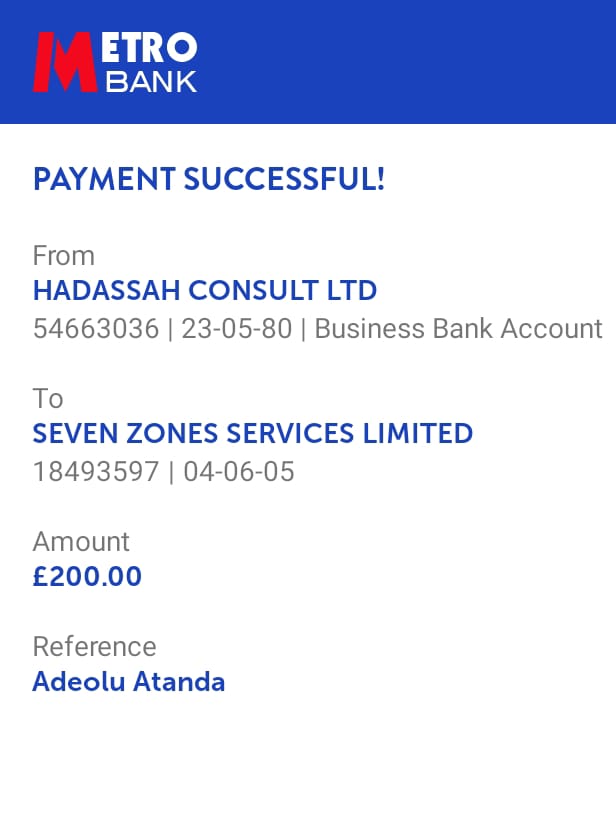 METRO
BANK
PAYMENT SUCCESSFUL!
From
HADASSAH CONSULT LTD
54663036 | 23-05-80 | Business Bank Account
To
SEVEN ZONES SERVICES LIMITED
18493597 | 04-06-05
Amount
£200.00
Reference
Adeolu Atanda